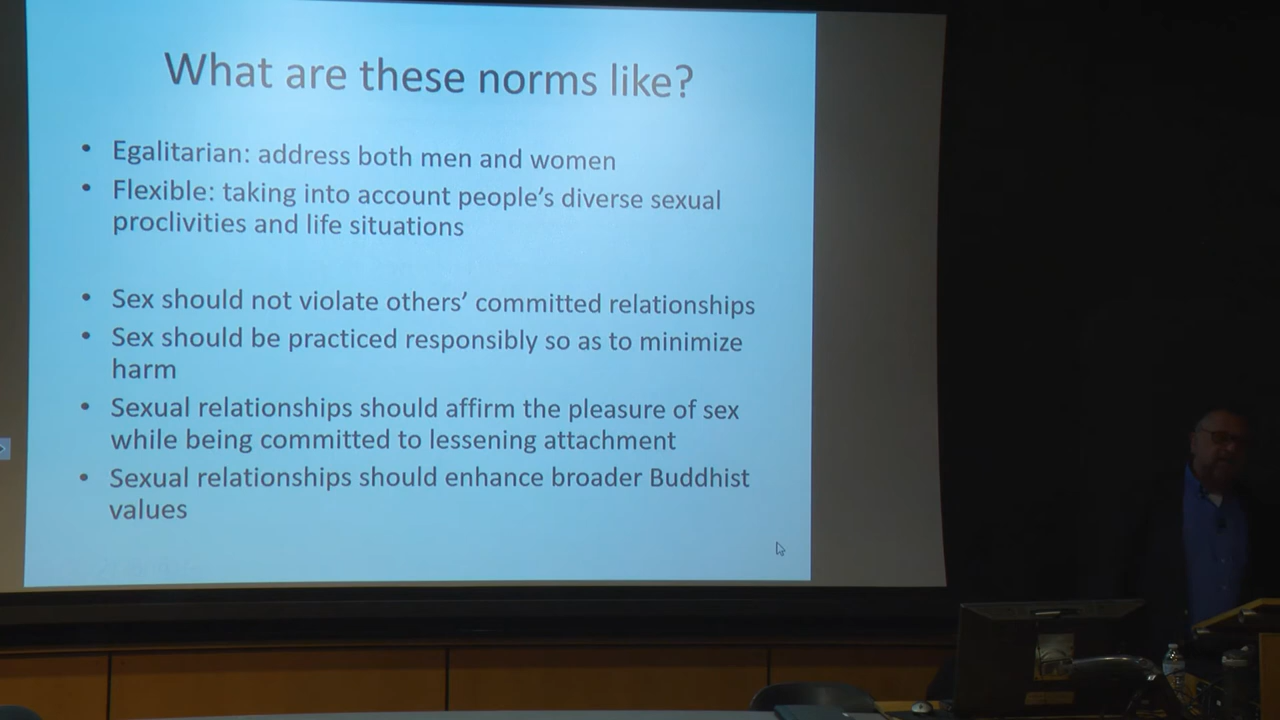 What are these norms like?
• Egalitarian: address both men and women
• Flexible: taking into account people's diverse sexual
proclivities and life situations
• Sex should not violate others' committed relationships
• Sex should be practiced responsibly so as to minimize
harm
• Sexual relationships should affirm the pleasure of sex
while being committed to lessening attachment
• Sexual relationships should enhance broader Buddhist
values